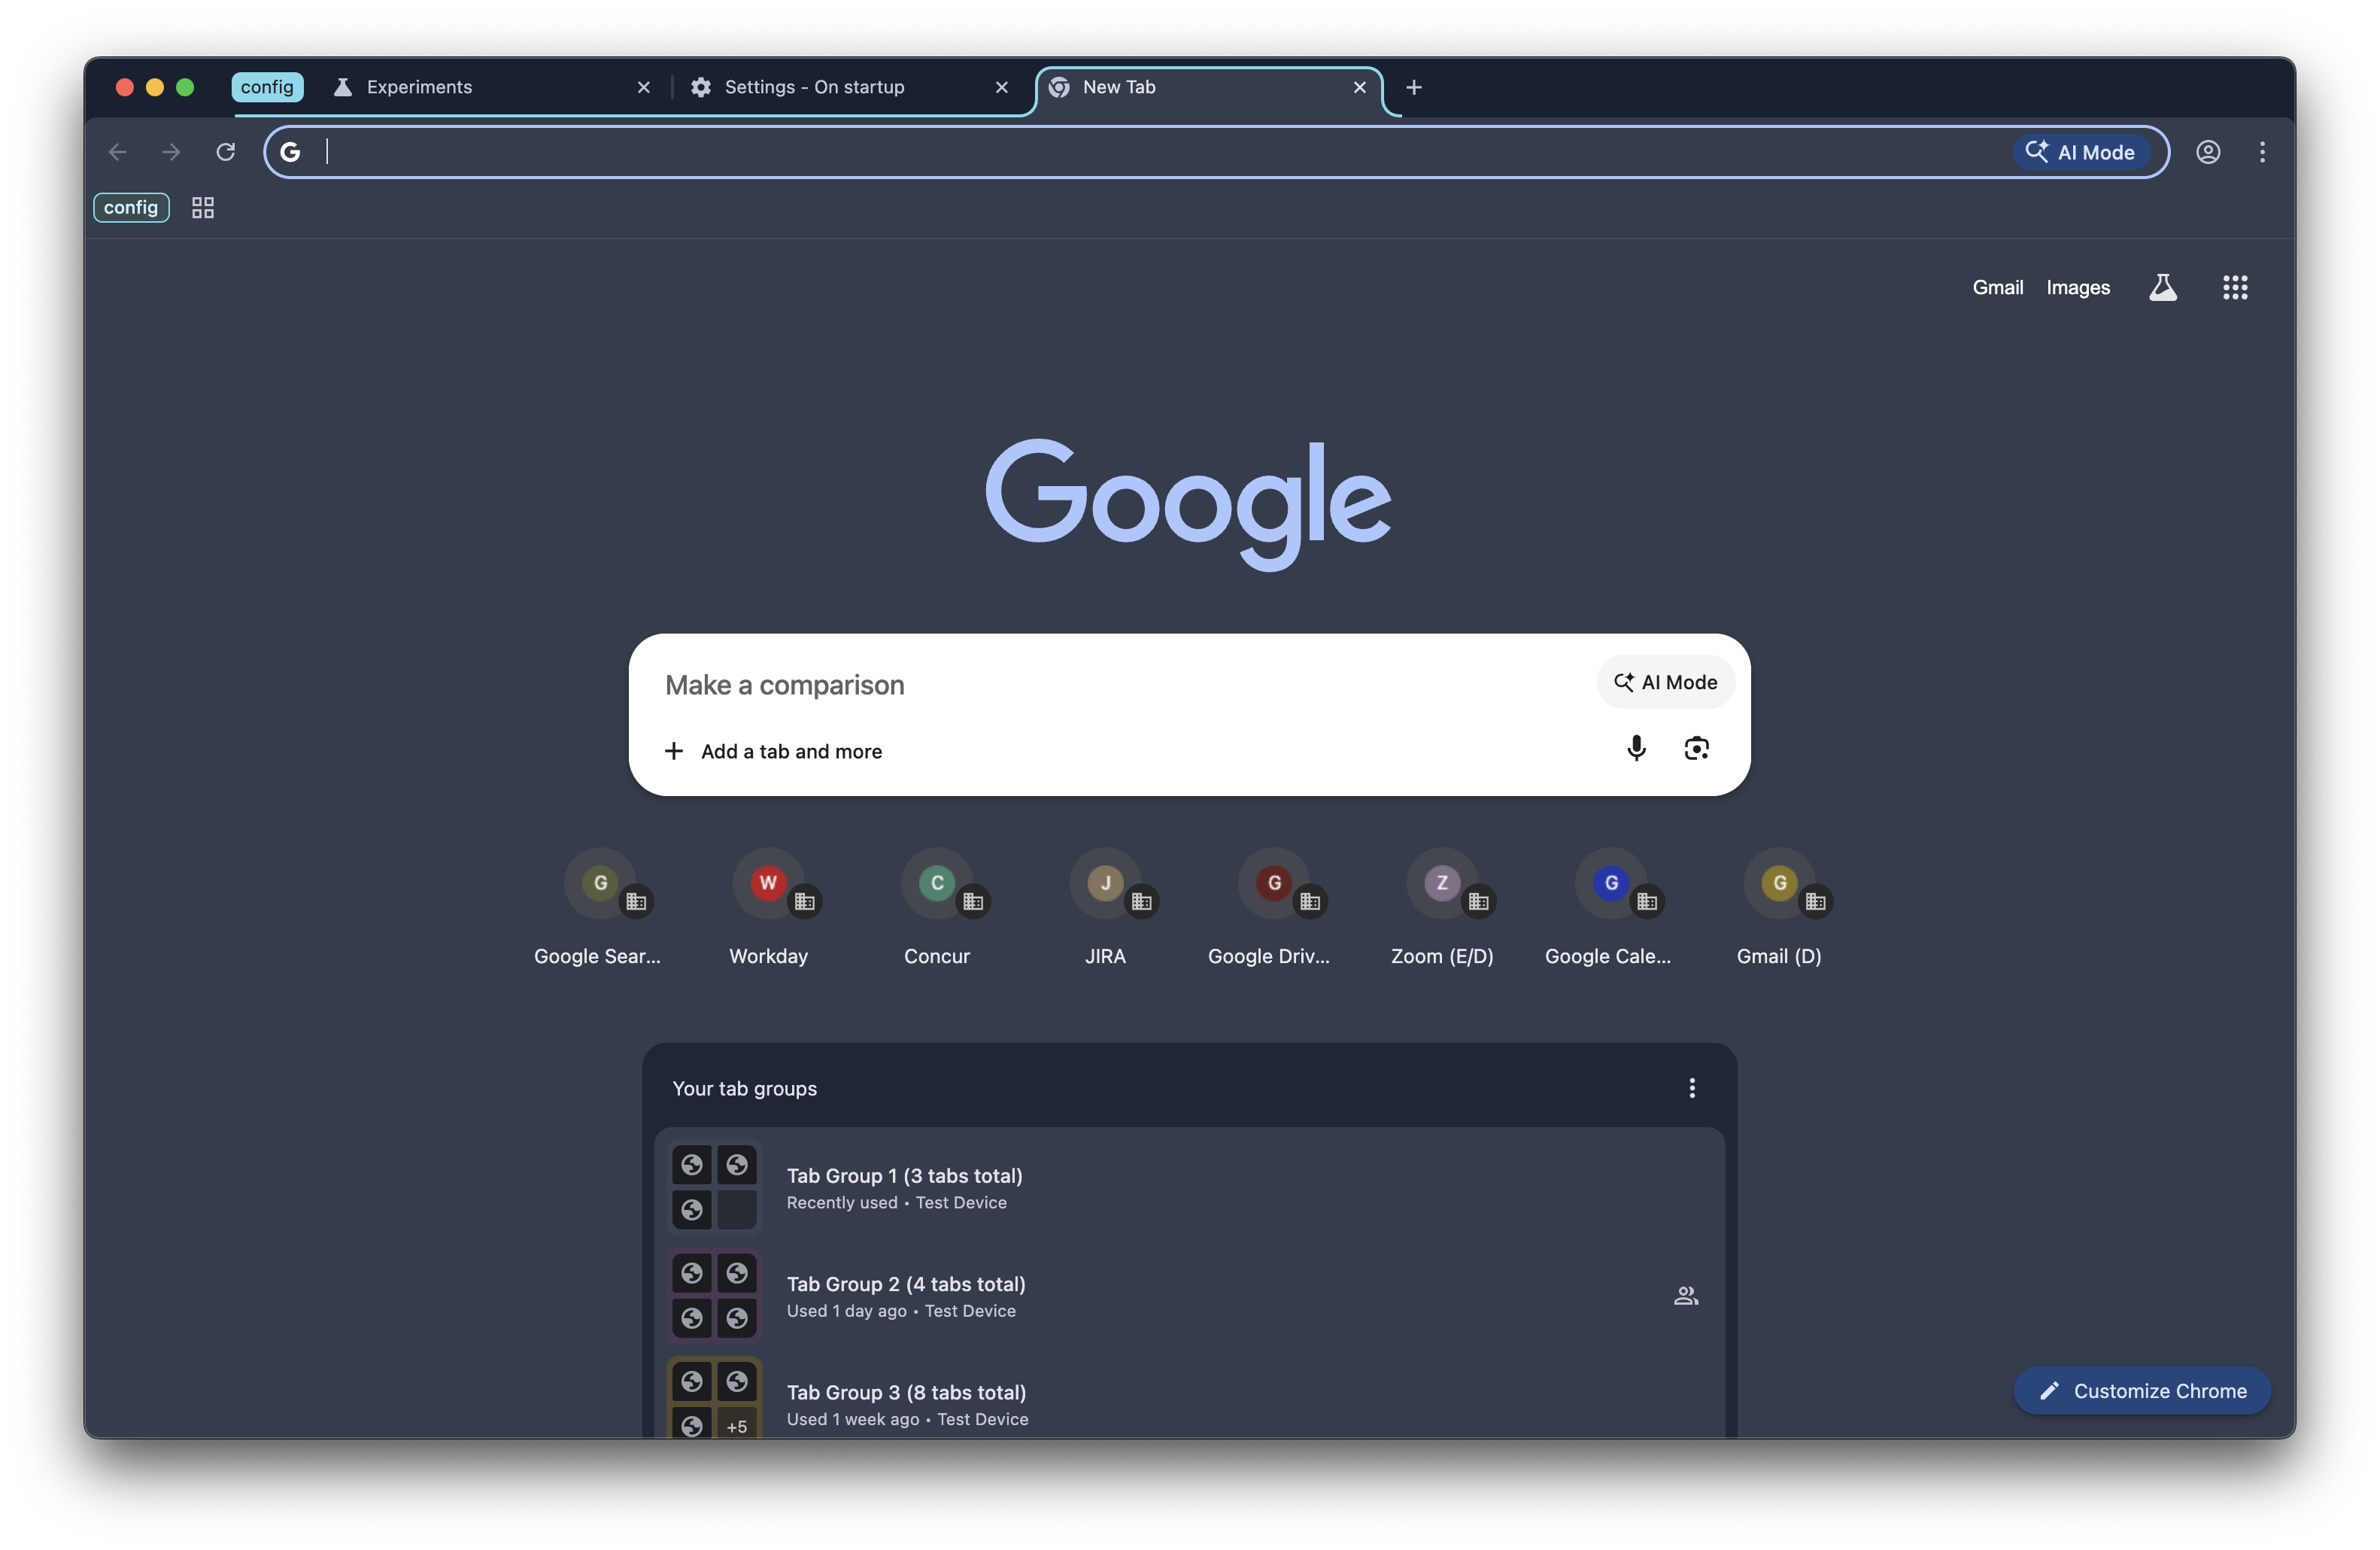 config
Experiments
Settings - On startup
New Tab
AI Mode
config
Gmail Images
Google
Make a comparison
AI Mode
Add a tab and more
G W C J G Z G G
Google Sear... Workday Concur JIRA Google Driv... Zoom (E/D) Google Cale... Gmail (D)
Your tab groups
Tab Group 1 (3 tabs total)
Recently used • Test Device
Tab Group 2 (4 tabs total)
Used 1 day ago • Test Device
Tab Group 3 (8 tabs total)
Used 1 week ago • Test Device
+5
Customize Chrome